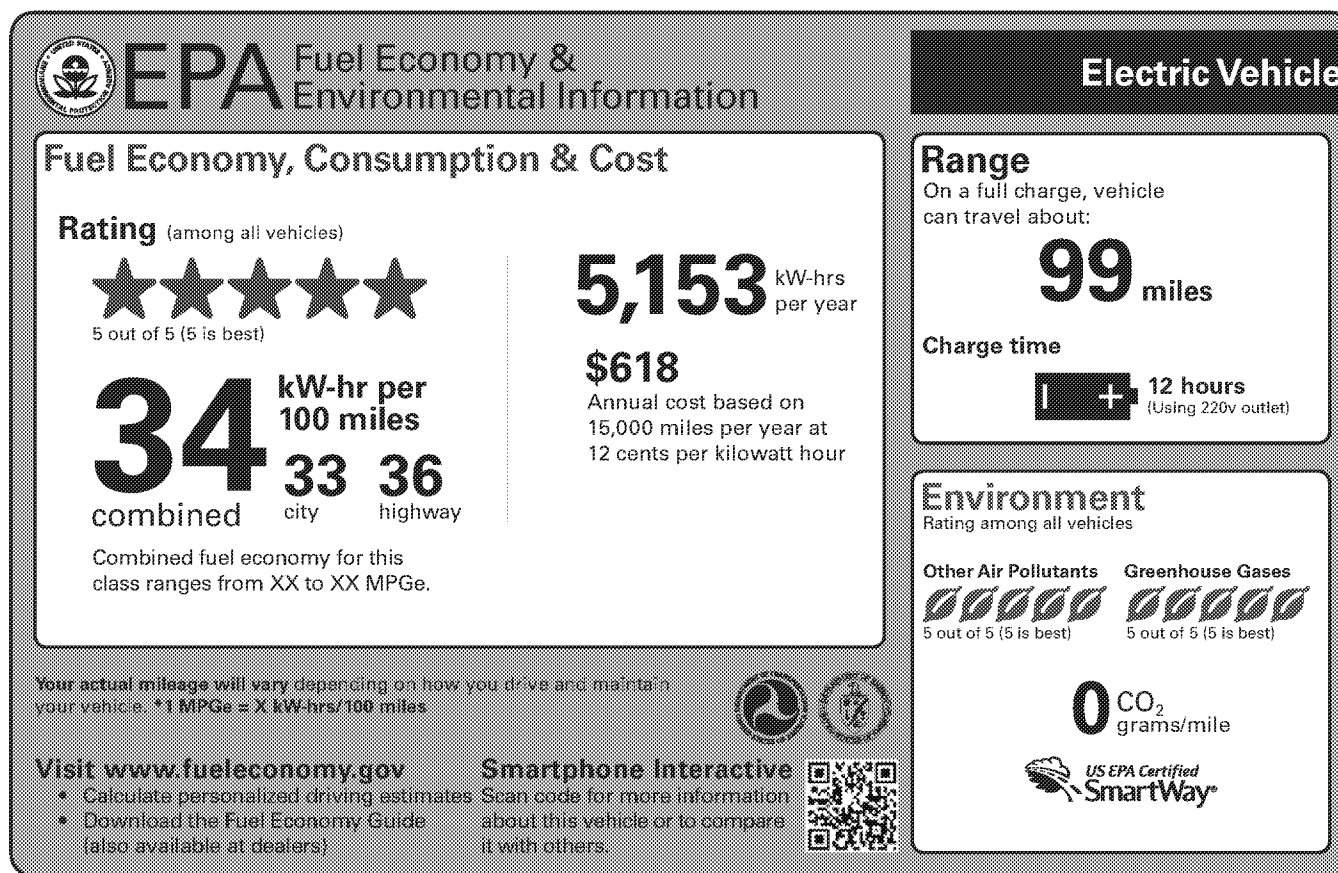 EPA
Fuel Economy &
Environmental Information
Electric Vehicle
Fuel Economy, Consumption & Cost
Rating (among all vehicles)
5 out of 5 (5 is best)
34
combined
kW-hr per
100 miles
33
city
36
highway
Combined fuel economy for this
class ranges from XX to XX MPGe.
5,153 kW-hrs
per year
$618
Annual cost based on
15,000 miles per year at
12 cents per kilowatt hour
Range
On a full charge, vehicle
can travel about:
99 miles
Charge time
12 hours
(Using 220v outlet)
Environment
Rating among all vehicles
Other Air Pollutants
5 out of 5 (5 is best)
Greenhouse Gases
5 out of 5 (5 is best)
0 CO2
grams/mile
US EPA Certified
SmartWay
Your actual mileage will vary depending on how you drive and maintain
your vehicle. *1 MPGe = X kW-hrs/100 miles
Visit www.fueleconomy.gov
• Calculate personalized driving estimates
• Download the Fuel Economy Guide
(also available at dealers)
Smartphone Interactive
Scan code for more information
about this vehicle or to compare
it with others.